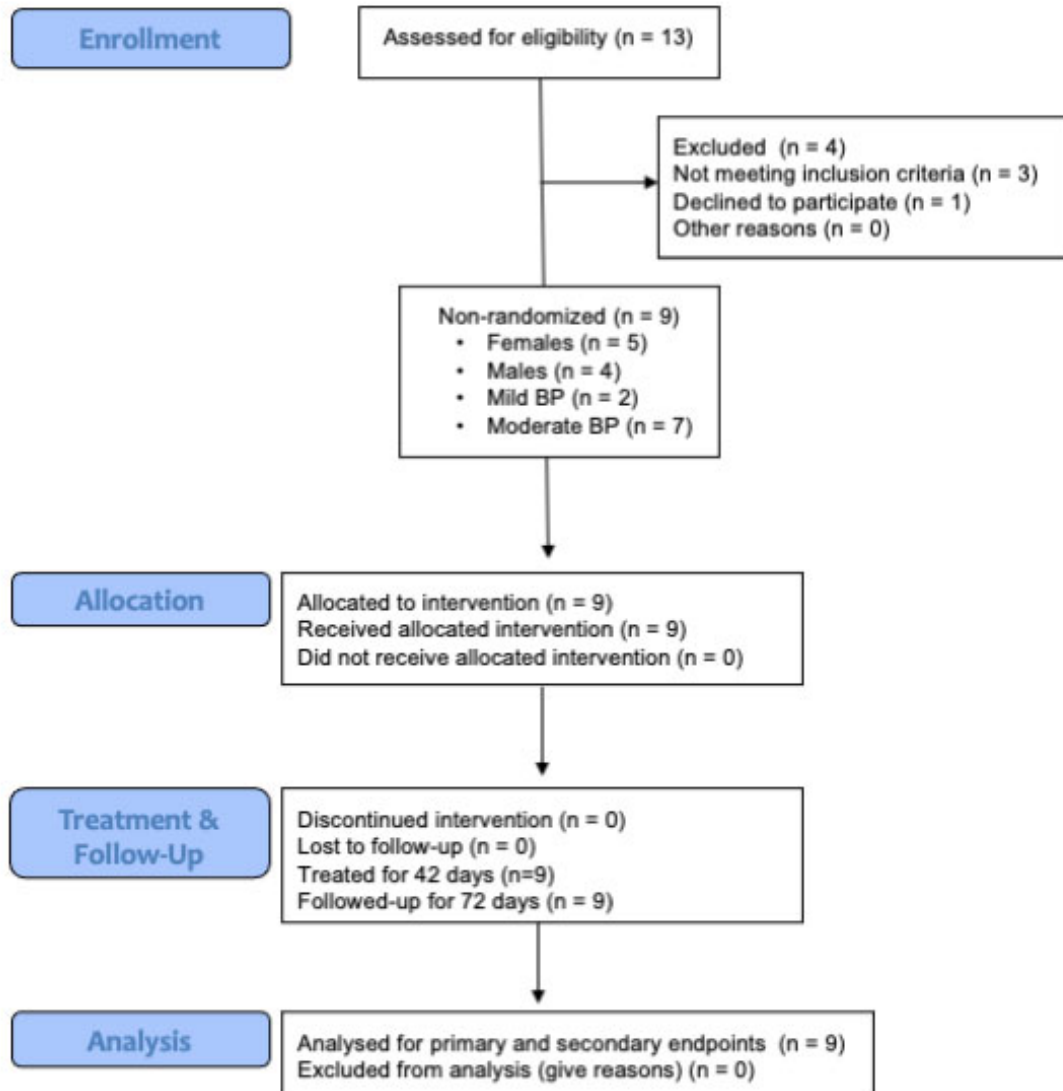 Enrollment
Assessed for eligibility (n = 13)
Excluded (n = 4)
Not meeting inclusion criteria (n = 3)
Declined to participate (n = 1)
Other reasons (n = 0)
Non-randomized (n = 9)
• Females (n = 5)
• Males (n = 4)
• Mild BP (n = 2)
• Moderate BP (n = 7)
Allocation
Allocated to intervention (n = 9)
Received allocated intervention (n = 9)
Did not receive allocated intervention (n = 0)
Treatment &
Follow-Up
Discontinued intervention (n = 0)
Lost to follow-up (n = 0)
Treated for 42 days (n=9)
Followed-up for 72 days (n = 9)
Analysis
Analysed for primary and secondary endpoints (n = 9)
Excluded from analysis (give reasons) (n = 0)